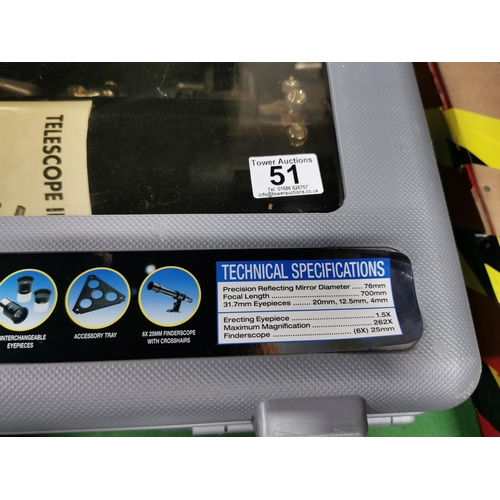 TELESCOPE
Tower Auctions
51
Tel: 01686 626767
info@towerauctions.co.uk
TECHNICAL SPECIFICATIONS
Precision Reflecting Mirror Diameter ..... 76mm
Focal Length ..... 700mm
31.7mm Eyepieces ..... 20mm, 12.5mm, 4mm
Erecting Eyepiece ..... 1.5X
Maximum Magnification ..... 262X
Finderscope ..... (6X) 25mm
INTERCHANGEABLE
EYEPIECES
ACCESSORY TRAY
6X 25MM FINDERSCOPE
WITH CROSSHAIRS